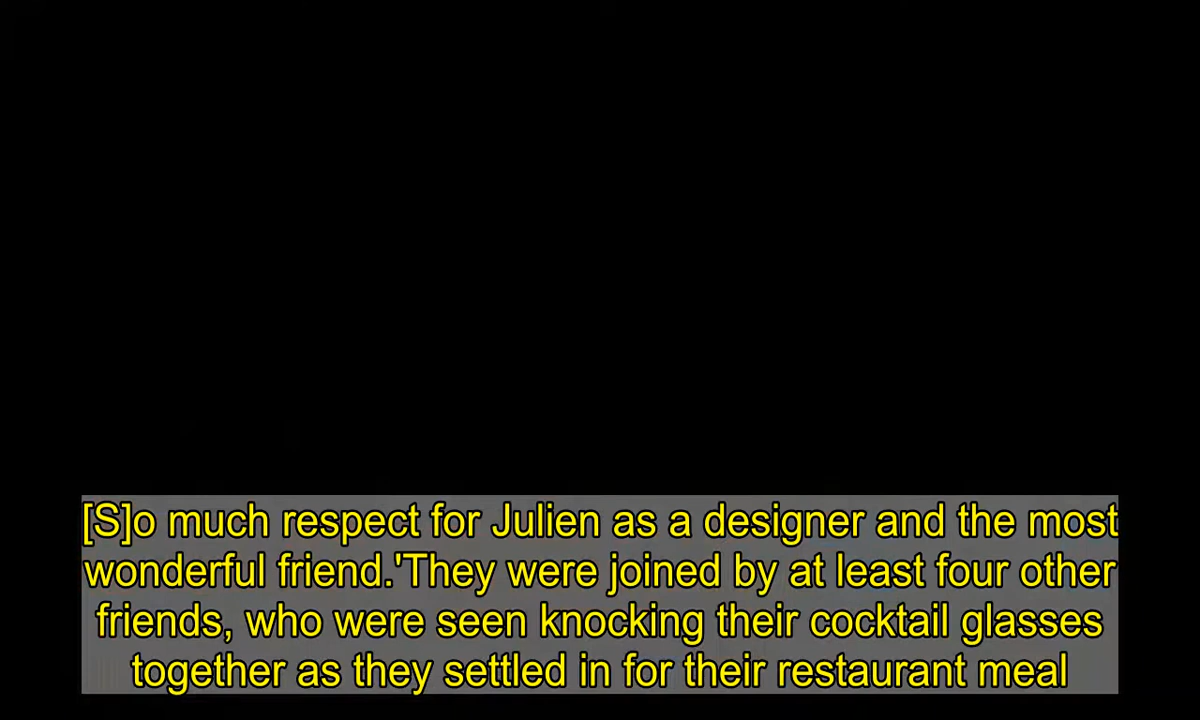 [S]o much respect for Julien as a designer and the most
wonderful friend.'They were joined by at least four other
friends, who were seen knocking their cocktail glasses
together as they settled in for their restaurant meal